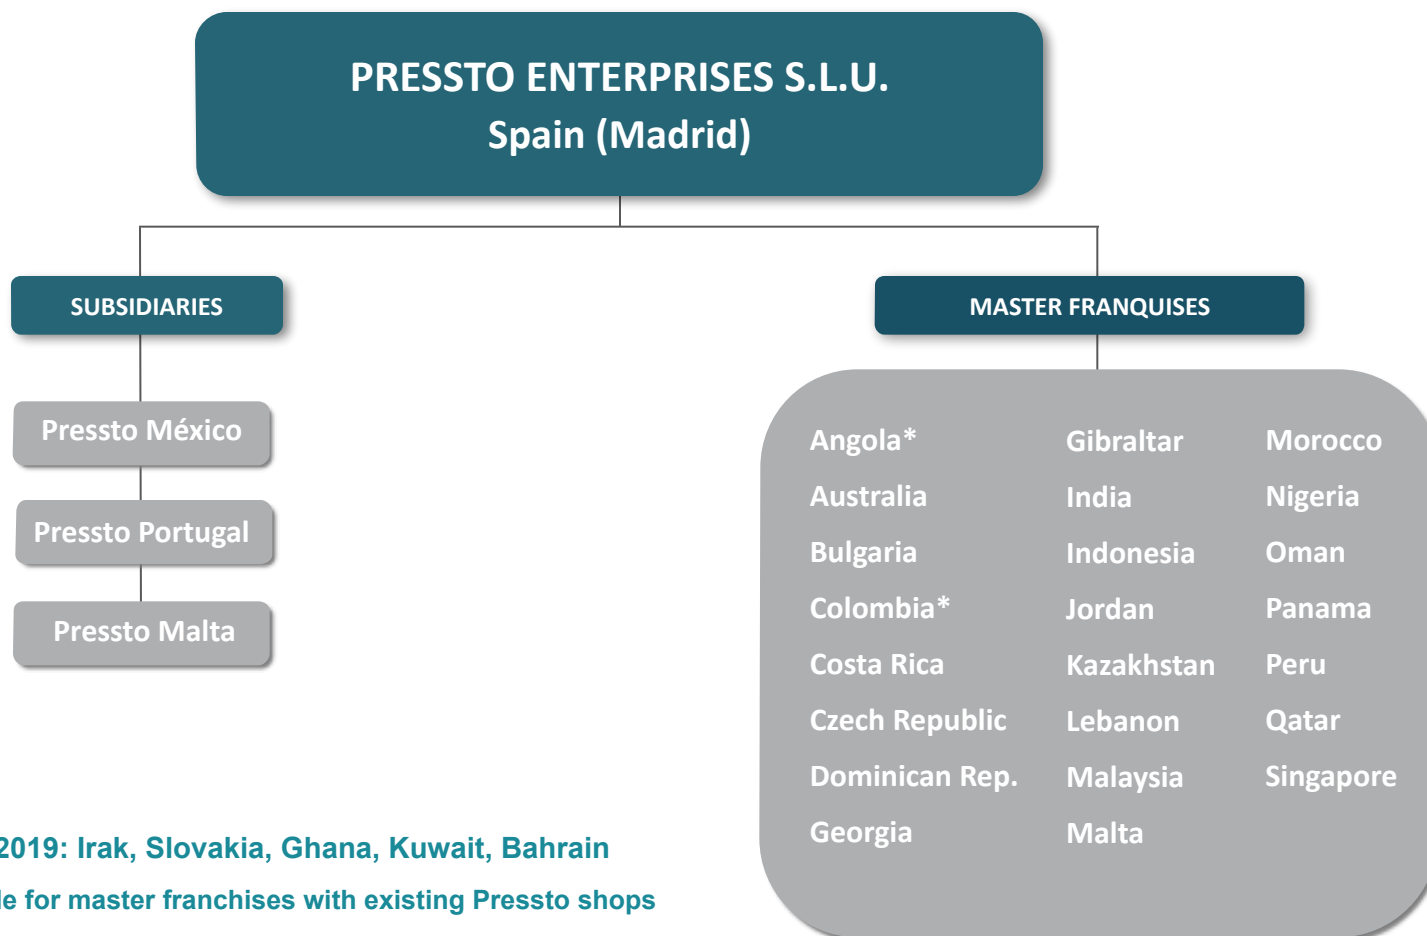 PRESSTO ENTERPRISES S.L.U.
Spain (Madrid)
SUBSIDIARIES
MASTER FRANQUISES
Pressto México
Pressto Portugal
Pressto Malta
Angola*
Australia
Bulgaria
Colombia*
Costa Rica
Czech Republic
Dominican Rep.
Georgia
Gibraltar
India
Indonesia
Jordan
Kazakhstan
Lebanon
Malaysia
Malta
Morocco
Nigeria
Oman
Panama
Peru
Qatar
Singapore
2019: Irak, Slovakia, Ghana, Kuwait, Bahrain
for master franchises with existing Pressto shops